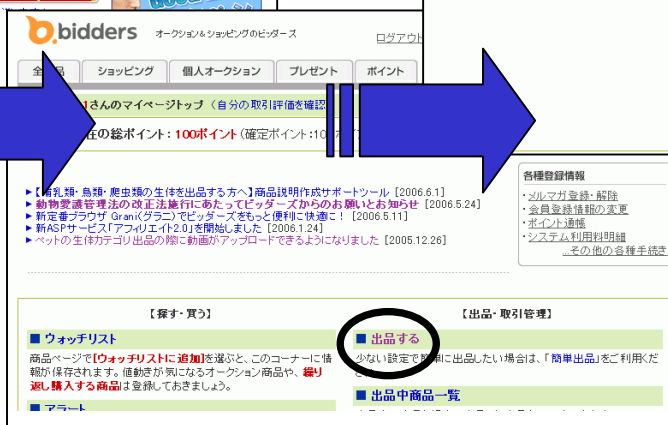 bidders オークション&ショッピングのビッダーズ
ログアウト
ショッピング 個人オークション プレゼント ポイント
さんのマイページトップ (自分の取引評価を確認
在の総ポイント:100ポイント(確定ポイント:10
▶【哺乳類・鳥類・爬虫類の生体を出品する方へ】商品説明作成サポートツール [2006.6.1]
▶動物愛護管理法の改正法施行にあたってビッダーズからのお願いとお知らせ [2006.5.24]
▶新定番ブラウザ Grani(グラニ)でビッダーズをもっと便利に快適に! [2006.5.11]
▶新ASPサービス「アフィリエイト2.0」を開始しました [2006.1.24]
▶ペットの生体カテゴリ出品の際に動画がアップロードできるようになりました [2005.12.26]
各種登録情報
・メルマガ登録・解除
・会員登録情報の変更
・ポイント通帳
・システム利用料明細
...その他の各種手続き
【探す・買う】
■ ウォッチリスト
商品ページで[ウォッチリストに追加]を選ぶと、このコーナーに情
報が保存されます。値動きが気になるオークション商品や、繰り
返し購入する商品は登録しておきましょう。
■ アラート
【出品・取引管理】
■ 出品する
少ない設定で簡単に出品したい場合は、「簡単出品」をご利用くだ
■ 出品中商品一覧